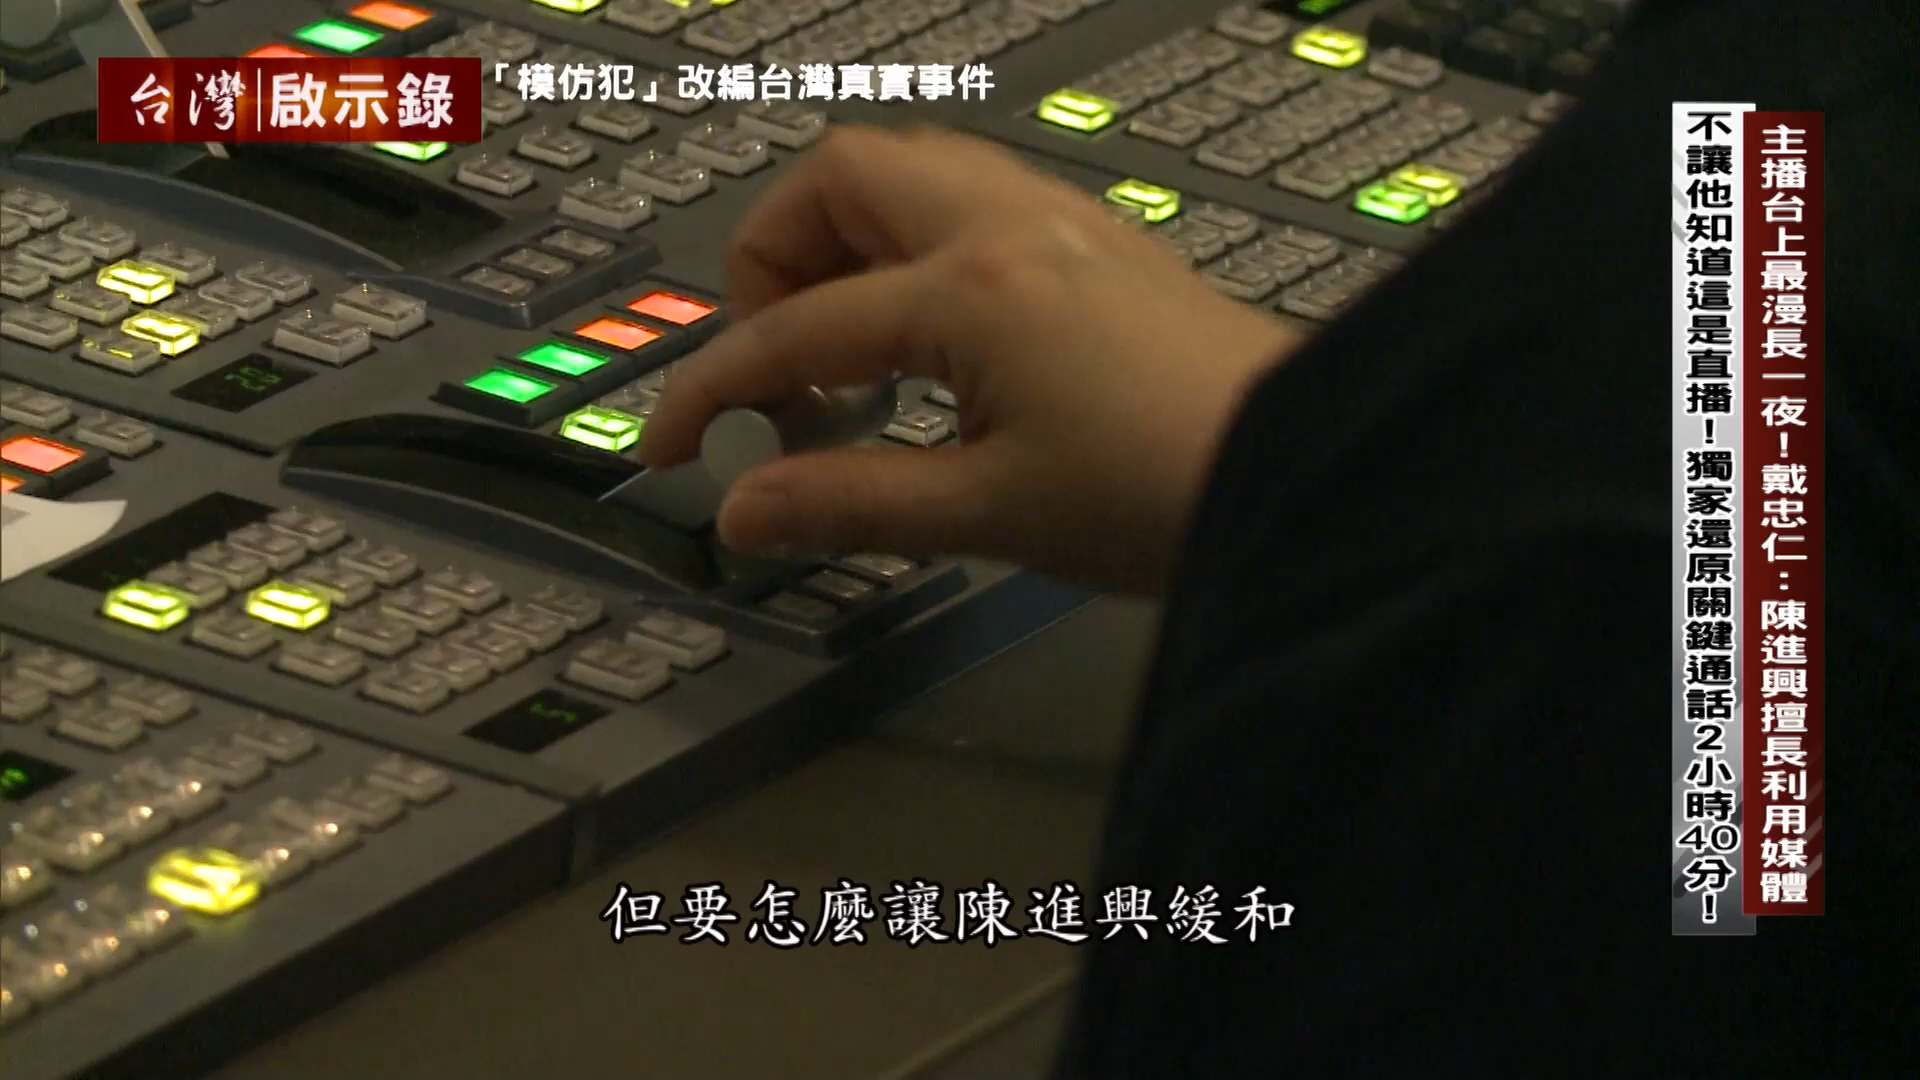 台灣|啟示錄
「模仿犯」改編台灣真實事件
主播台上最漫長一夜!戴忠仁:陳進興擅長利用媒體
不讓他知道這是直播!獨家還原關鍵通話2小時40分!
但要怎麼讓陳進興緩和